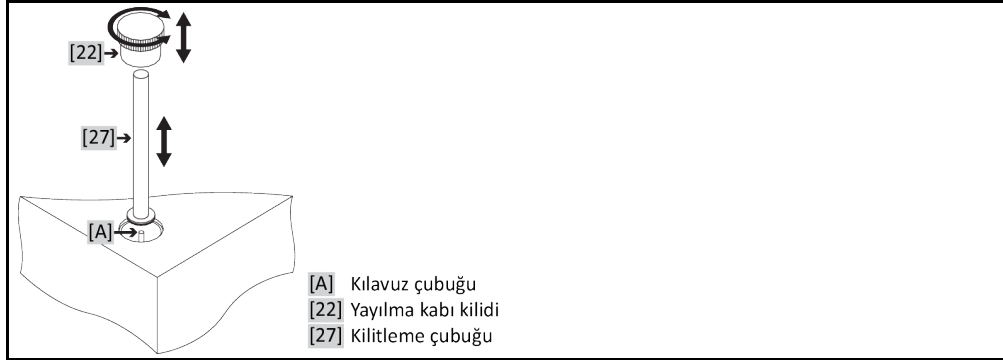 [22]
[27]
[A]
[A] Kılavuz çubuğu
[22] Yayılma kabı kilidi
[27] Kilitleme çubuğu